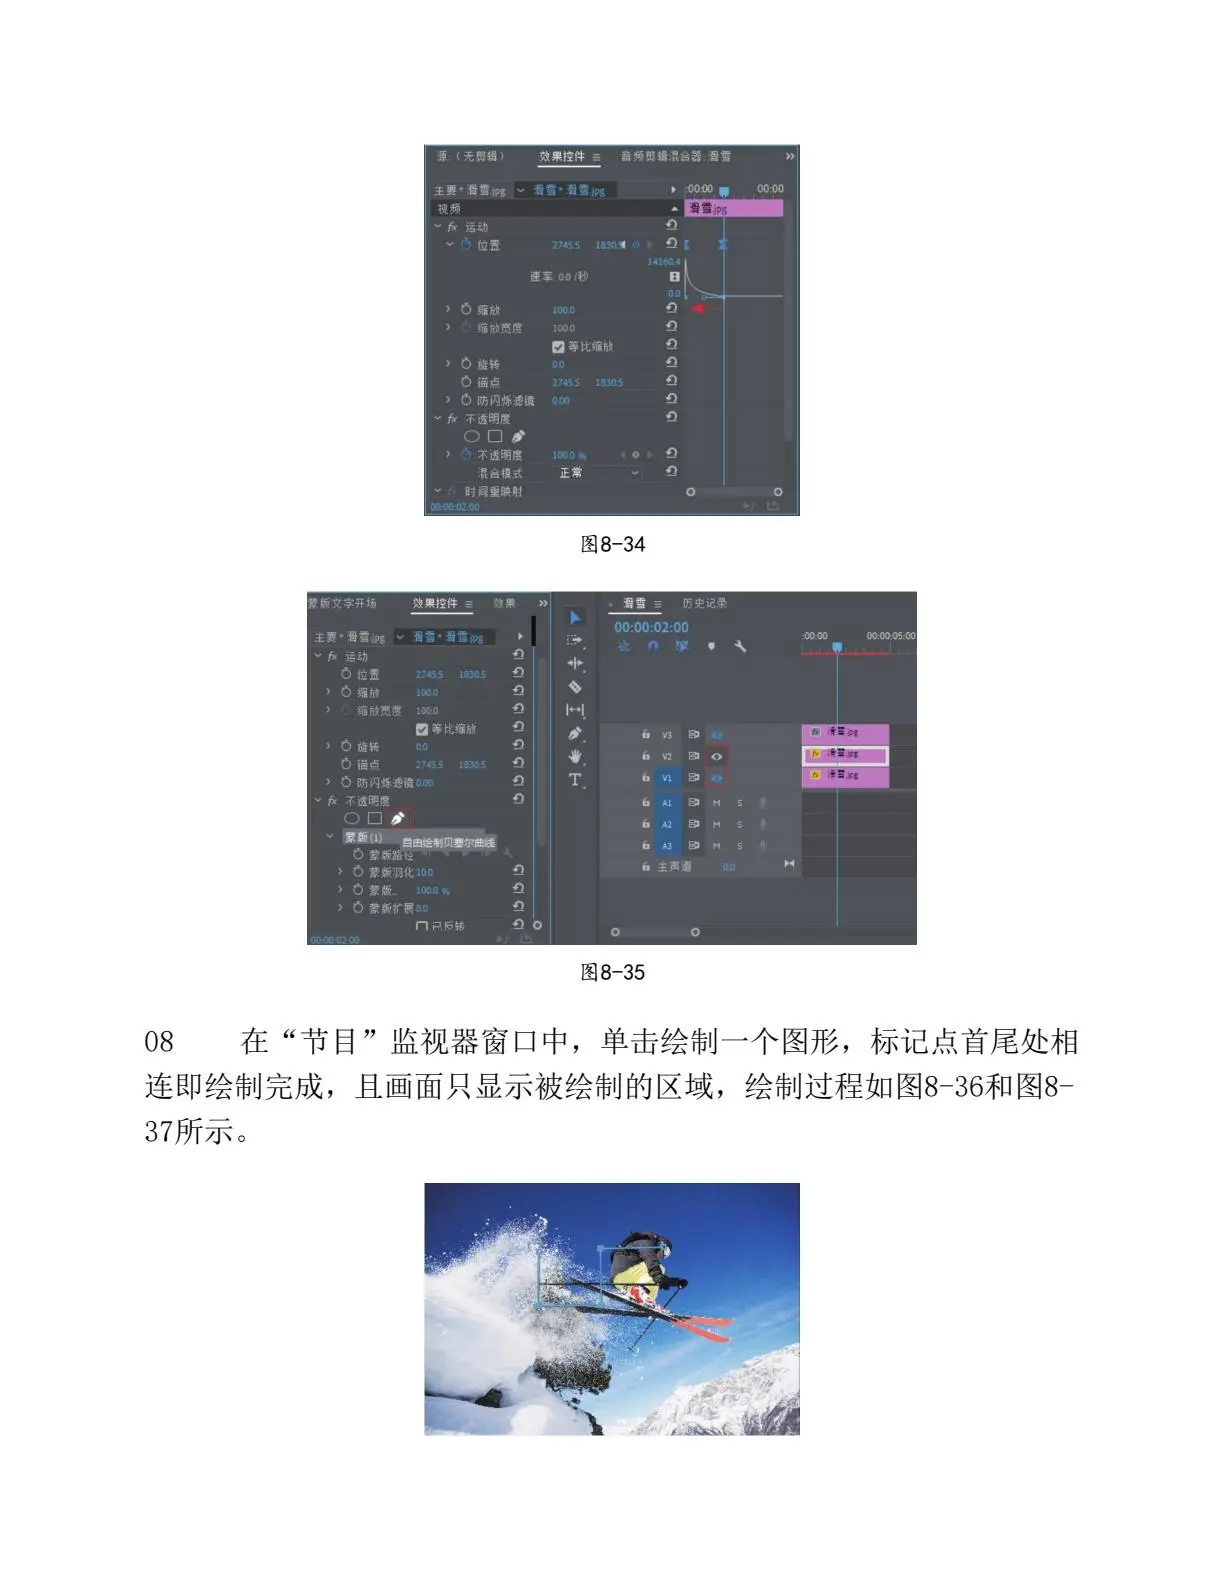 源:（无剪辑） 效果控件 音频剪辑混合器:滑雪
主要*滑雪.jpg 滑雪*滑雪.jpg :00:00 00:00
视频 滑雪.jpg
fx 运动
位置 2745.5 1830.5
14160.4
速率: 0.0 /秒
0.0
缩放 100.0
缩放宽度 100.0
等比缩放
旋转 0.0
锚点 2745.5 1830.5
防闪烁滤镜 0.00
fx 不透明度
不透明度 100.0 %
混合模式 正常
fx 时间重映射
00:00:02:00
图8-34
蒙版文字开场 效果控件 效果
主要*滑雪.jpg 滑雪*滑雪.jpg
fx 运动
位置 2745.5 1830.5
缩放 100.0
缩放宽度 100.0
等比缩放
旋转 0.0
锚点 2745.5 1830.5
防闪烁滤镜 0.00
fx 不透明度
蒙版(1)
自由绘制贝塞尔曲线
蒙版路径
蒙版羽化 10.0
蒙版... 100.0 %
蒙版扩展 0.0
已反转
00:00:02:00
× 滑雪 历史记录
00:00:02:00
:00:00 00:00:05:00
V3 fx 滑雪.jpg
V2 fx 滑雪.jpg
V1 fx 滑雪.jpg
A1 M S
A2 M S
A3 M S
主声道 0.0
图8-35
08 在“节目”监视器窗口中，单击绘制一个图形，标记点首尾处相
连即绘制完成，且画面只显示被绘制的区域，绘制过程如图8-36和图8-
37所示。